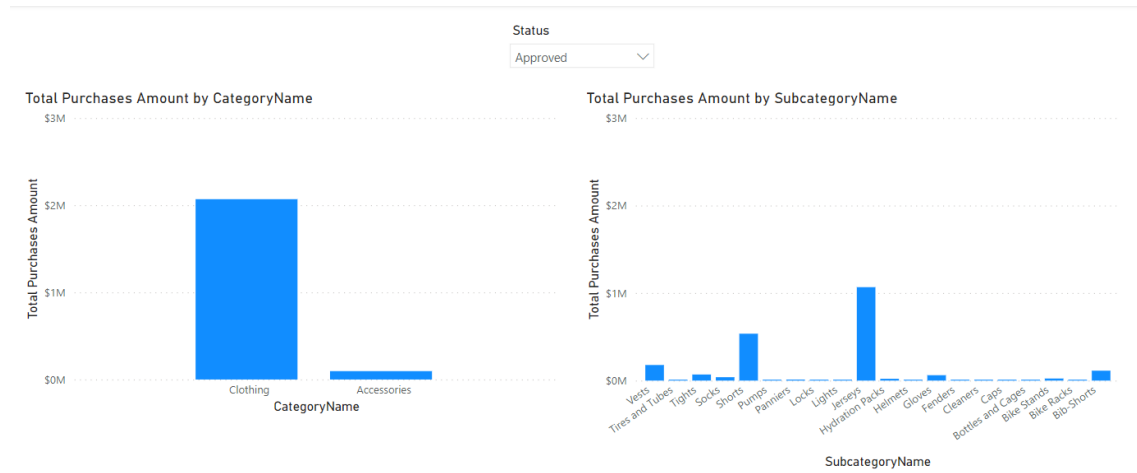 Status
Approved
Total Purchases Amount by CategoryName
$3M
$2M
$1M
$0M
Total Purchases Amount
Clothing
Accessories
CategoryName
Total Purchases Amount by SubcategoryName
$3M
$2M
$1M
$0M
Total Purchases Amount
Vests
Tires and Tubes
Tights
Socks
Shorts
Pumps
Panniers
Locks
Lights
Jerseys
Hydration Packs
Helmets
Gloves
Fenders
Cleaners
Caps
Bottles and Cages
Bike Stands
Bike Racks
Bib-Shorts
SubcategoryName